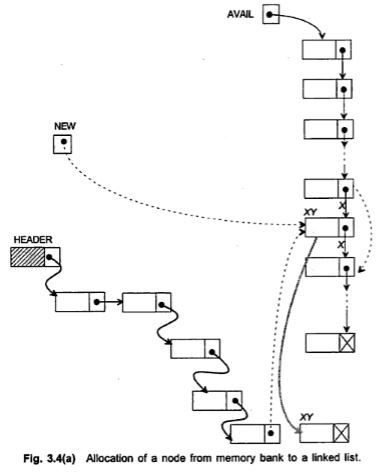 AVAIL
NEW
X
XY
HEADER
X
XY
Fig. 3.4(a) Allocation of a node from memory bank to a linked list.